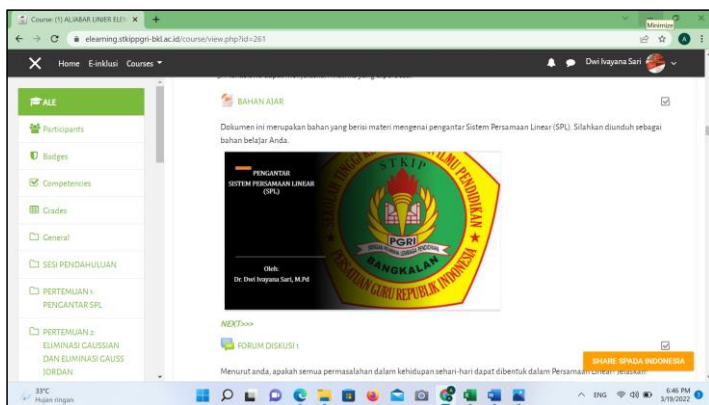 Course: (1) ALJABAR LINIER ELE
Minimize
elearning.stkippgri-bkl.ac.id/course/view.php?id=261
Home E-inklusi Courses
Dwi Ivayana Sari
ALE
Participants
Badges
Competencies
Grades
General
SESI PENDAHULUAN
PERTEMUAN 1:
PENGANTAR SPL
PERTEMUAN 2:
ELIMINASI GAUSSIAN
DAN ELIMINASI GAUSS
JORDAN
BAHAN AJAR
Dokumen ini merupakan bahan yang berisi materi mengenai pengantar Sistem Persamaan Linear (SPL). Silahkan diunduh sebagai
bahan belajar Anda.
PENGANTAR
SISTEM PERSAMAAN LINEAR
(SPL)
Oleh:
Dr. Dwi Ivayana Sari, M.Pd
STKIP
PGRI
BANGKALAN
PERSATUAN GURU REPUBLIK INDONESIA
NEXT>>>
FORUM DISKUSI 1
SHARE SPADA INDONESIA
Menurut anda, apakah semua permasalahan dalam kehidupan sehari-hari dapat dibentuk dalam Persamaan Linear? Jelaskan!
33°C
Hujan ringan
ENG
6:46 PM
3/19/2022